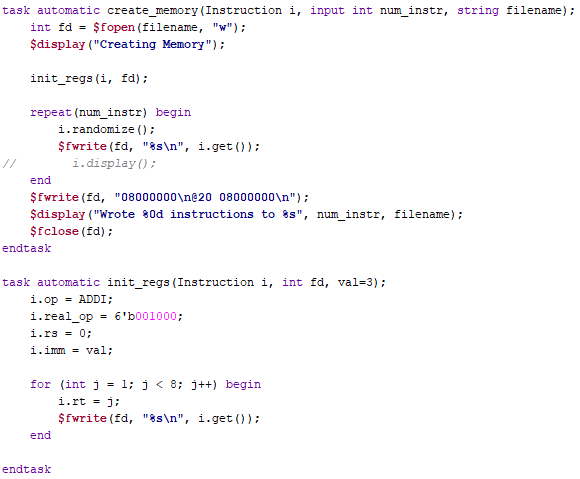 task automatic create_memory(Instruction i, input int num_instr, string filename);
    int fd = $fopen(filename, "w");
    $display("Creating Memory");

    init_regs(i, fd);

    repeat(num_instr) begin
        i.randomize();
        $fwrite(fd, "%s\n", i.get());
//        i.display();
    end
    $fwrite(fd, "08000000\n@20 08000000\n");
    $display("Wrote %0d instructions to %s", num_instr, filename);
    $fclose(fd);
endtask

task automatic init_regs(Instruction i, int fd, val=3);
    i.op = ADDI;
    i.real_op = 6'b001000;
    i.rs = 0;
    i.imm = val;

    for (int j = 1; j < 8; j++) begin
        i.rt = j;
        $fwrite(fd, "%s\n", i.get());
    end

endtask